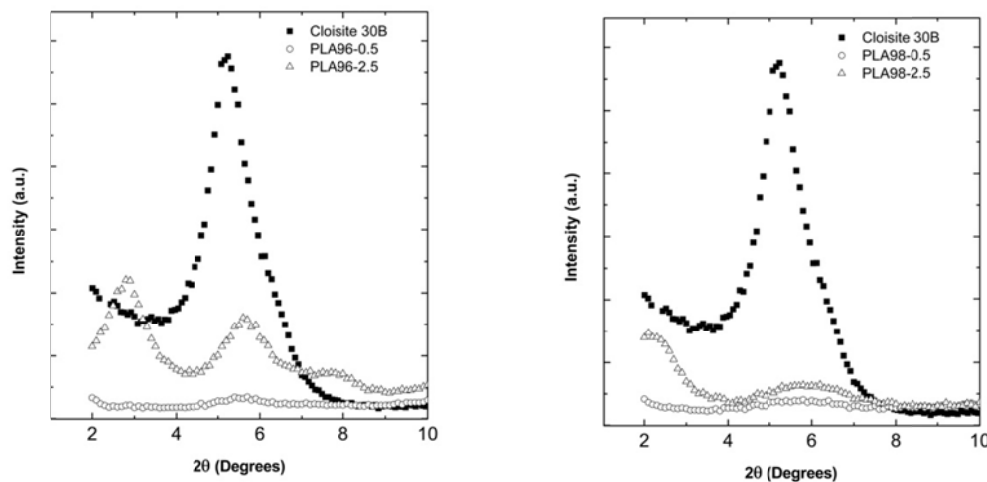 Cloisite 30B
PLA96-0.5
PLA96-2.5
Intensity (a.u.)
2 4 6 8 10
2θ (Degrees)
Cloisite 30B
PLA98-0.5
PLA98-2.5
Intensity (a.u.)
2 4 6 8 10
2θ (Degrees)